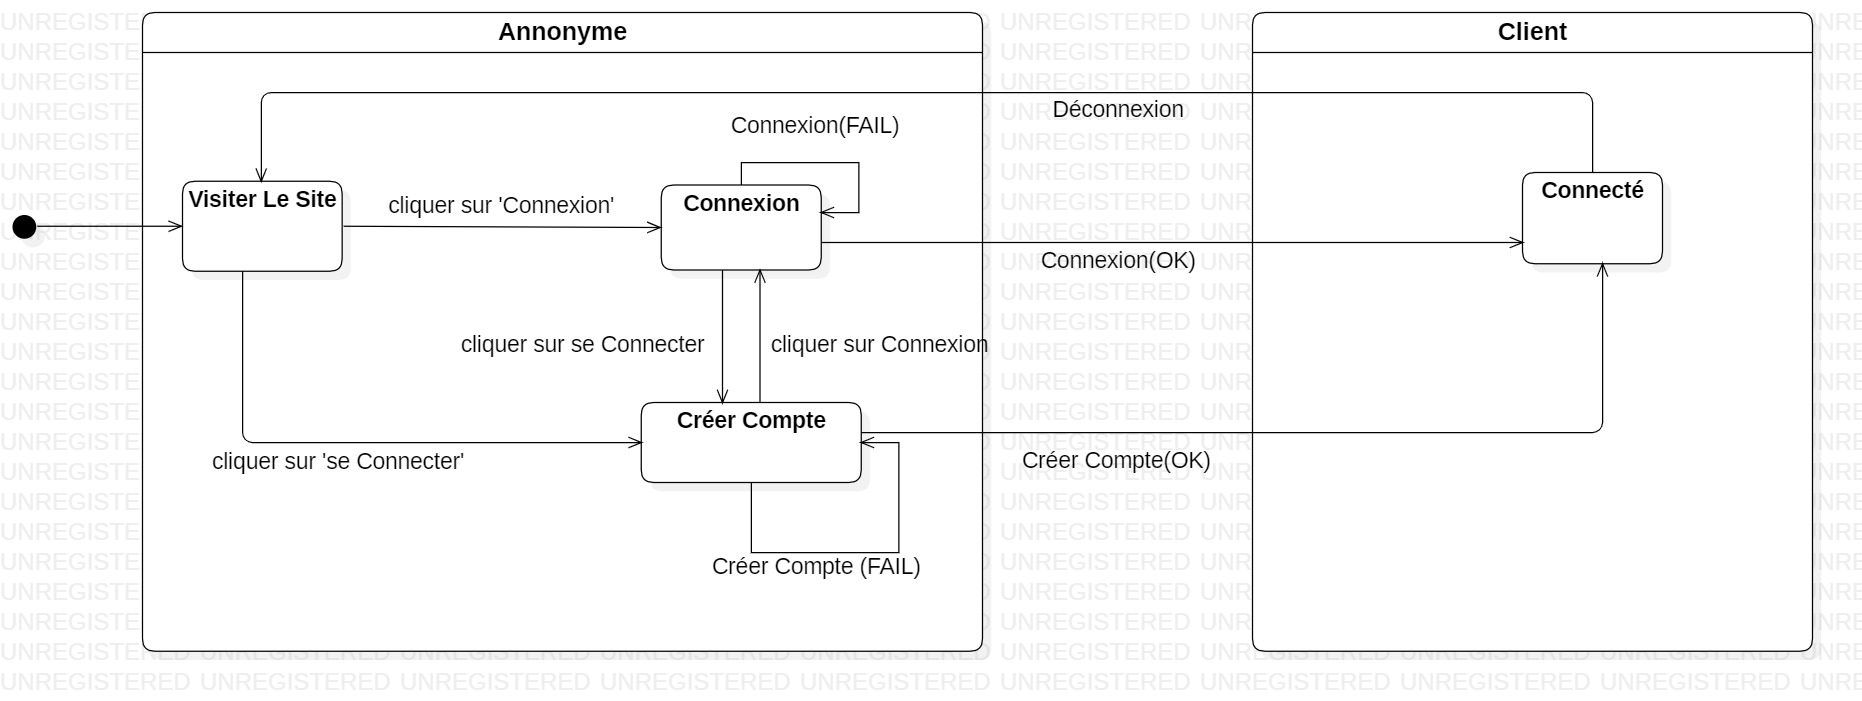 Annonyme
Client
Déconnexion
Connexion(FAIL)
Visiter Le Site
cliquer sur 'Connexion'
Connexion
Connecté
Connexion(OK)
cliquer sur se Connecter
cliquer sur Connexion
Créer Compte
cliquer sur 'se Connecter'
Créer Compte(OK)
Créer Compte (FAIL)
UNREGISTERED UNREGISTERED UNREGISTERED UNREGISTERED UNREGISTERED UNREGISTERED UNREGISTERED UNREGISTERED UNREGISTERED